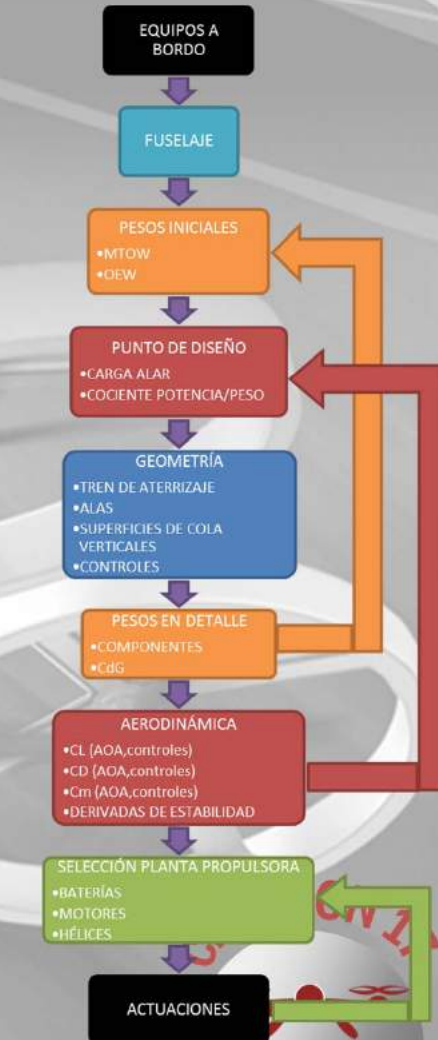 EQUIPOS A
BORDO
FUSELAJE
PESOS INICIALES
•MTOW
•OEW
PUNTO DE DISEÑO
•CARGA ALAR
•COCIENTE POTENCIA/PESO
GEOMETRÍA
•TREN DE ATERRIZAJE
•ALAS
•SUPERFICIES DE COLA
VERTICALES
•CONTROLES
PESOS EN DETALLE
•COMPONENTES
•CdG
AERODINÁMICA
•CL (AOA,controles)
•CD (AOA,controles)
•Cm (AOA,controles)
•DERIVADAS DE ESTABILIDAD
SELECCIÓN PLANTA PROPULSORA
•BATERÍAS
•MOTORES
•HÉLICES
ACTUACIONES